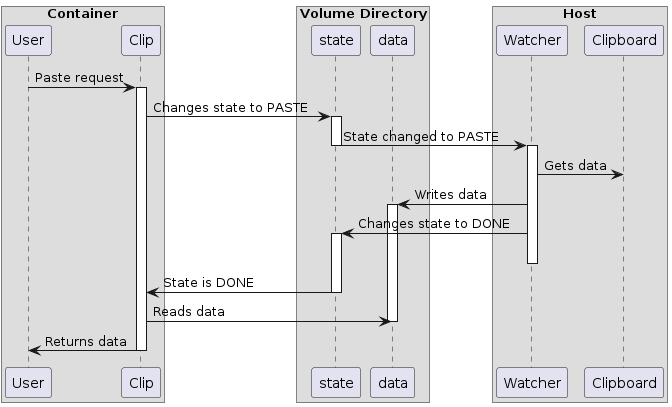 Container
Volume Directory
Host
User
Clip
state
data
Watcher
Clipboard
Paste request
Changes state to PASTE
State changed to PASTE
Gets data
Writes data
Changes state to DONE
State is DONE
Reads data
Returns data
User
Clip
state
data
Watcher
Clipboard